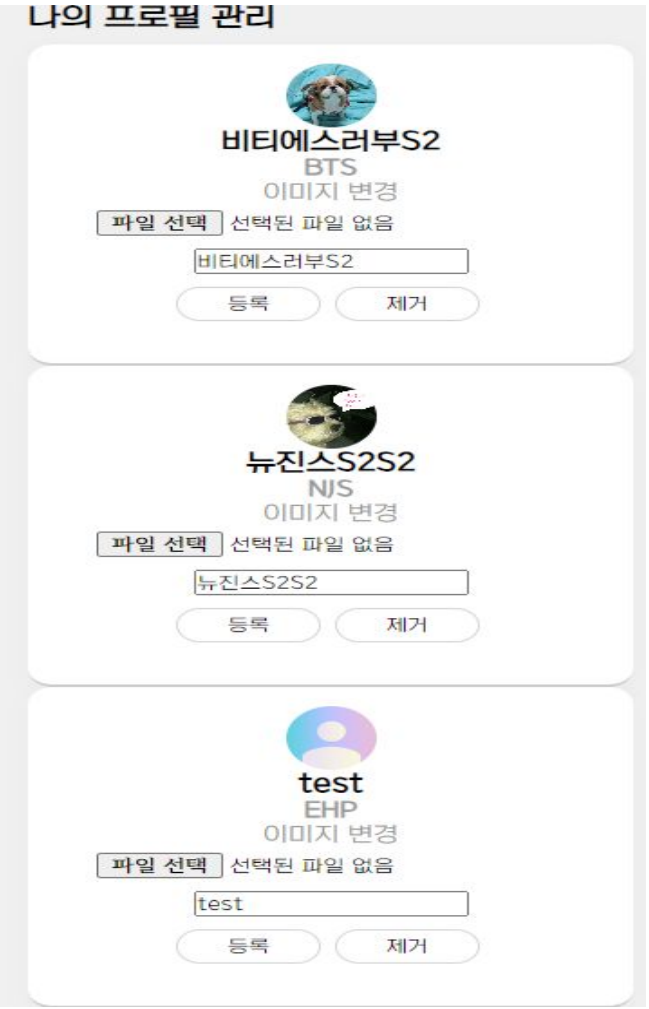 나의 프로필 관리
비티에스러부S2
BTS
이미지 변경
파일 선택 선택된 파일 없음
비티에스러부S2
등록 제거
뉴진스S2S2
NJS
이미지 변경
파일 선택 선택된 파일 없음
뉴진스S2S2
등록 제거
test
EHP
이미지 변경
파일 선택 선택된 파일 없음
test
등록 제거